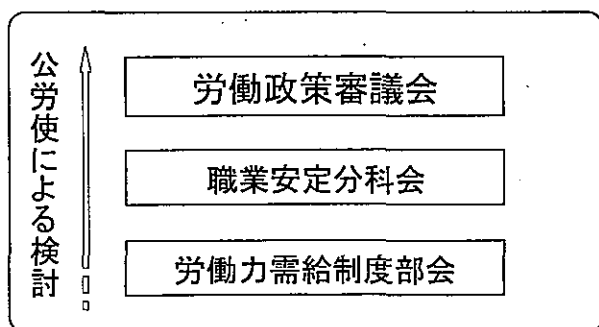 公労使による検討
労働政策審議会
職業安定分科会
労働力需給制度部会